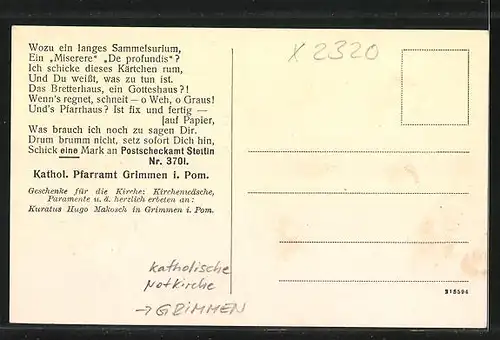 Wozu ein langes Sammelsurium,
Ein „Miserere“ „De profundis“?
Ich schicke dieses Kärtchen rum,
Und Du weißt, was zu tun ist.
Das Bretterhaus, ein Gotteshaus?!
Wenn's regnet, schneit – o Weh, o Graus!
Und's Pfarrhaus? Ist fix und fertig —
[auf Papier,
Was brauch ich noch zu sagen Dir.
Drum brumm nicht, setz sofort Dich hin,
Schick eine Mark an Postscheckamt Stettin
Nr. 3701.
Kathol. Pfarramt Grimmen i. Pom.
Geschenke für die Kirche: Kirchenwäsche,
Paramente u. ä. herzlich erbeten an:
Kuratus Hugo Makosch in Grimmen i. Pom.
X 2320
katholische
Notkirche
→ GRIMMEN
318594